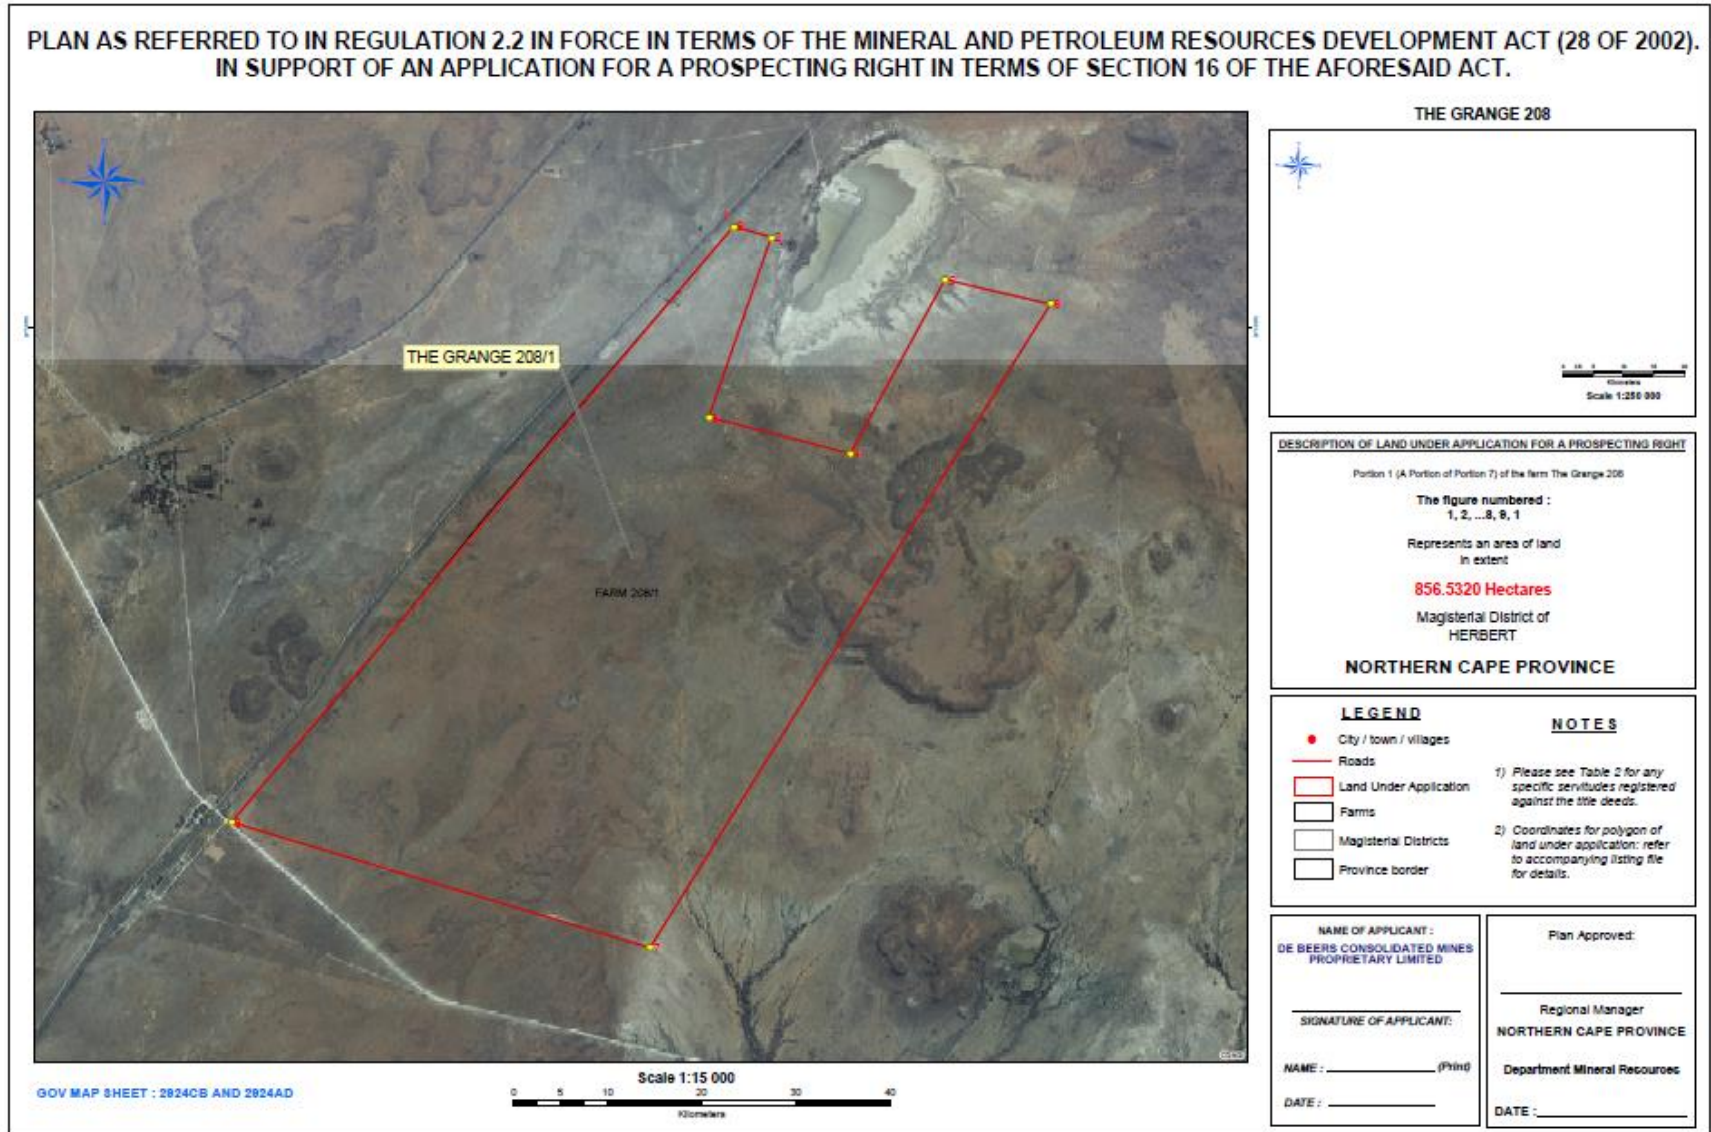 PLAN AS REFERRED TO IN REGULATION 2.2 IN FORCE IN TERMS OF THE MINERAL AND PETROLEUM RESOURCES DEVELOPMENT ACT (28 OF 2002).
IN SUPPORT OF AN APPLICATION FOR A PROSPECTING RIGHT IN TERMS OF SECTION 16 OF THE AFORESAID ACT.
THE GRANGE 208/1
FARM 208/1
GOV MAP SHEET : 2924CB AND 2924AD
Scale 1:15 000
0 5 10 20 30 40
Kilometers
THE GRANGE 208
Kilometers
Scale 1:250 000
DESCRIPTION OF LAND UNDER APPLICATION FOR A PROSPECTING RIGHT
Portion 1 (A Portion of Portion 7) of the farm The Grange 208
The figure numbered :
1, 2, ...8, 9, 1
Represents an area of land
in extent
856.5320 Hectares
Magisterial District of
HERBERT
NORTHERN CAPE PROVINCE
LEGEND
City / town / villages
Roads
Land Under Application
Farms
Magisterial Districts
Province border
NOTES
1) Please see Table 2 for any
specific servitudes registered
against the title deeds.
2) Coordinates for polygon of
land under application: refer
to accompanying listing file
for details.
NAME OF APPLICANT :
DE BEERS CONSOLIDATED MINES
PROPRIETARY LIMITED
SIGNATURE OF APPLICANT:
NAME : (Print)
DATE :
Plan Approved:
Regional Manager
NORTHERN CAPE PROVINCE
Department Mineral Resources
DATE :